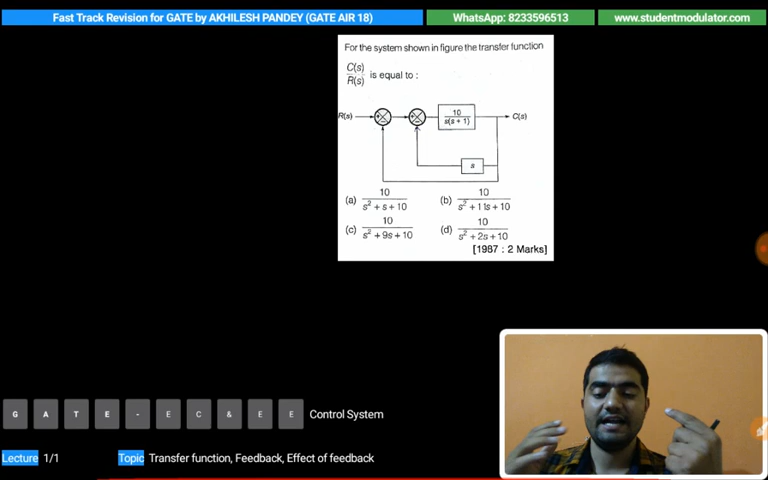 Fast Track Revision for GATE by AKHILESH PANDEY (GATE AIR 18)
WhatsApp: 8233596513
www.studentmodulator.com
For the system shown in figure the transfer function
C(s)/R(s) is equal to :
R(s) 10/s(s + 1) C(s)
s
(a) 10/s² + s + 10 (b) 10/s² + 11s + 10
(c) 10/s² + 9s + 10 (d) 10/s² + 2s + 10
[1987 : 2 Marks]
G A T E - E C & E E Control System
Lecture 1/1 Topic Transfer function, Feedback, Effect of feedback